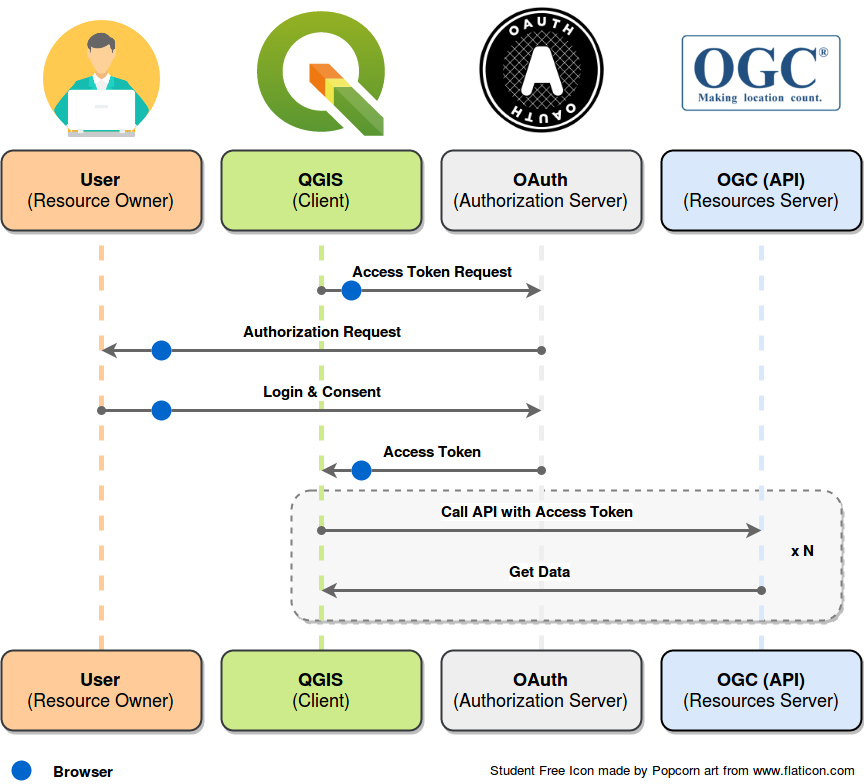 OAUTH
A
OAUTH
OGC®
Making location count.
User
(Resource Owner)
QGIS
(Client)
OAuth
(Authorization Server)
OGC (API)
(Resources Server)
Access Token Request
Authorization Request
Login & Consent
Access Token
Call API with Access Token
x N
Get Data
User
(Resource Owner)
QGIS
(Client)
OAuth
(Authorization Server)
OGC (API)
(Resources Server)
Browser
Student Free Icon made by Popcorn art from www.flaticon.com